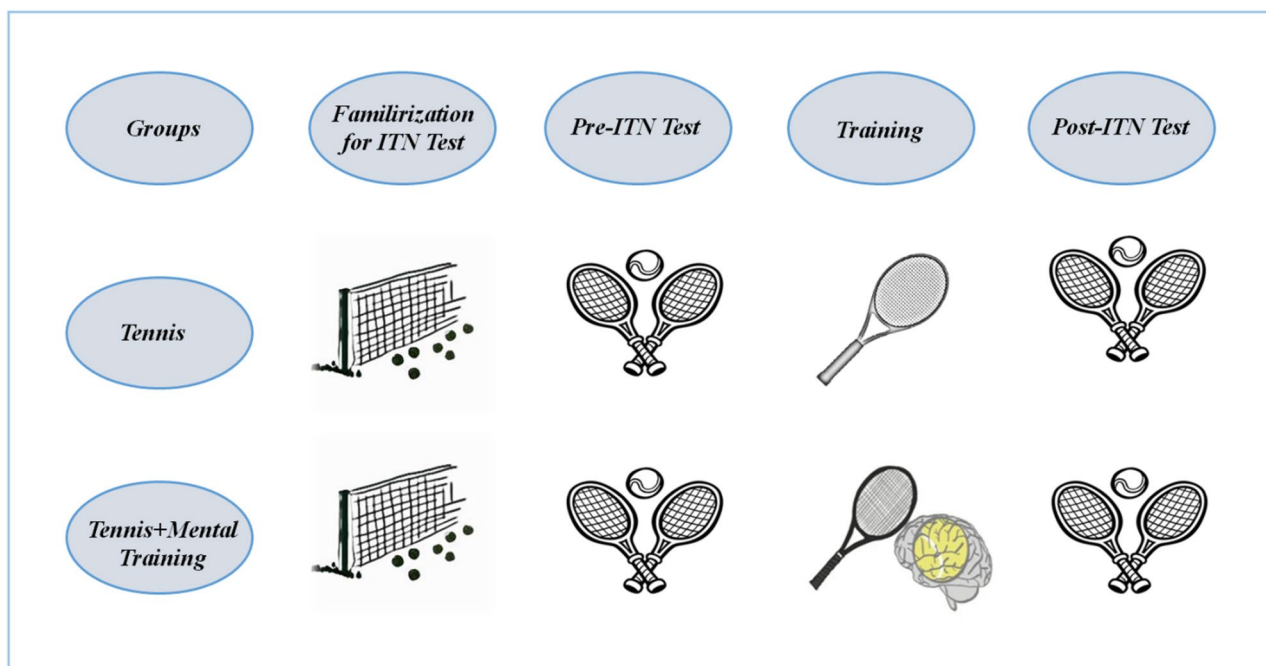 Groups
Familirization
for ITN Test
Pre-ITN Test
Training
Post-ITN Test
Tennis
Tennis+Mental
Training